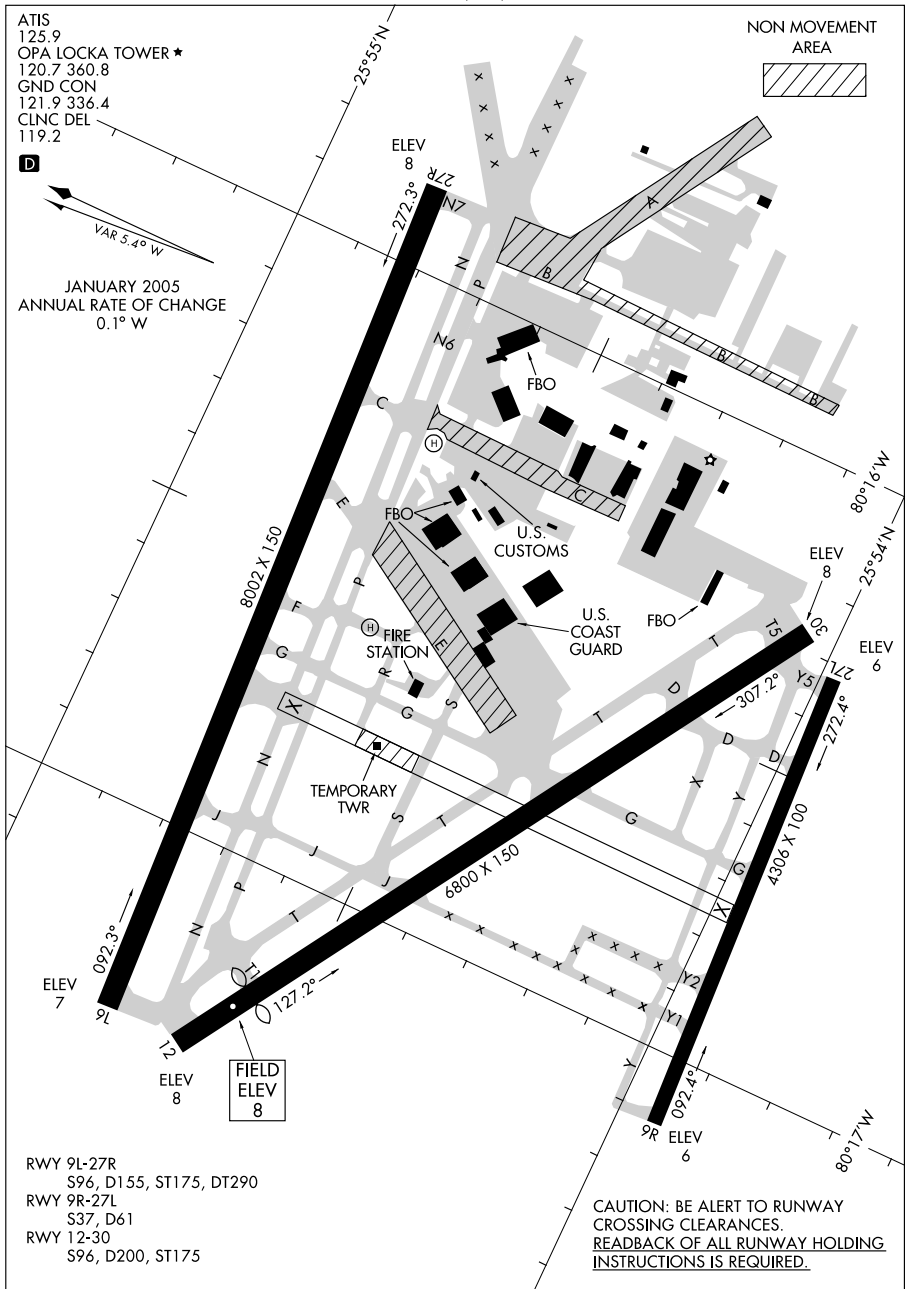 ATIS
125.9
OPA LOCKA TOWER ★
120.7 360.8
GND CON
121.9 336.4
CLNC DEL
119.2
D
VAR 5.4° W
JANUARY 2005
ANNUAL RATE OF CHANGE
0.1° W
25°55'N
NON MOVEMENT
AREA
ELEV
8
27R
272.3°
N7
A
N
P
B
N6
B
B
FBO
C
H
C
80°16'W
25°54'N
FBO
U.S.
CUSTOMS
E
8002 X 150
P
F
H
FIRE
STATION
E
U.S.
COAST
GUARD
FBO
ELEV
8
T5
30
T
ELEV
6
Y5
27L
G
R
G
S
D
T
307.2°
272.4°
D
D
X
X
Y
TEMPORARY
TWR
N
S
T
G
G
4306 X 100
J
J
J
6800 X 150
X
P
T
N
092.3°
ELEV
7
9L
T1
127.2°
12
ELEV
8
FIELD
ELEV
8
Y2
Y1
Y
092.4°
9R
ELEV
6
80°17'W
RWY 9L-27R
S96, D155, ST175, DT290
RWY 9R-27L
S37, D61
RWY 12-30
S96, D200, ST175
CAUTION: BE ALERT TO RUNWAY
CROSSING CLEARANCES.
READBACK OF ALL RUNWAY HOLDING
INSTRUCTIONS IS REQUIRED.